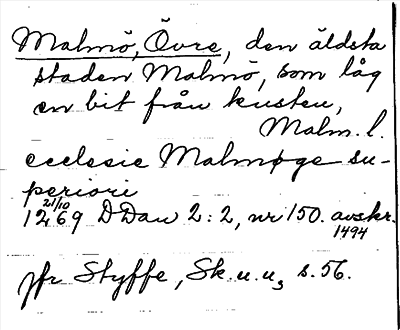 Malmö, Övre, den äldsta
staden Malmö, som låg
en bit från kusten,
Malm. l.
ecclesie Malmøge su-
periori
21/10
1269 DDan 2:2, nr 150. avskr.
1494
jfr Styffe, Sk.u.u, s. 56.